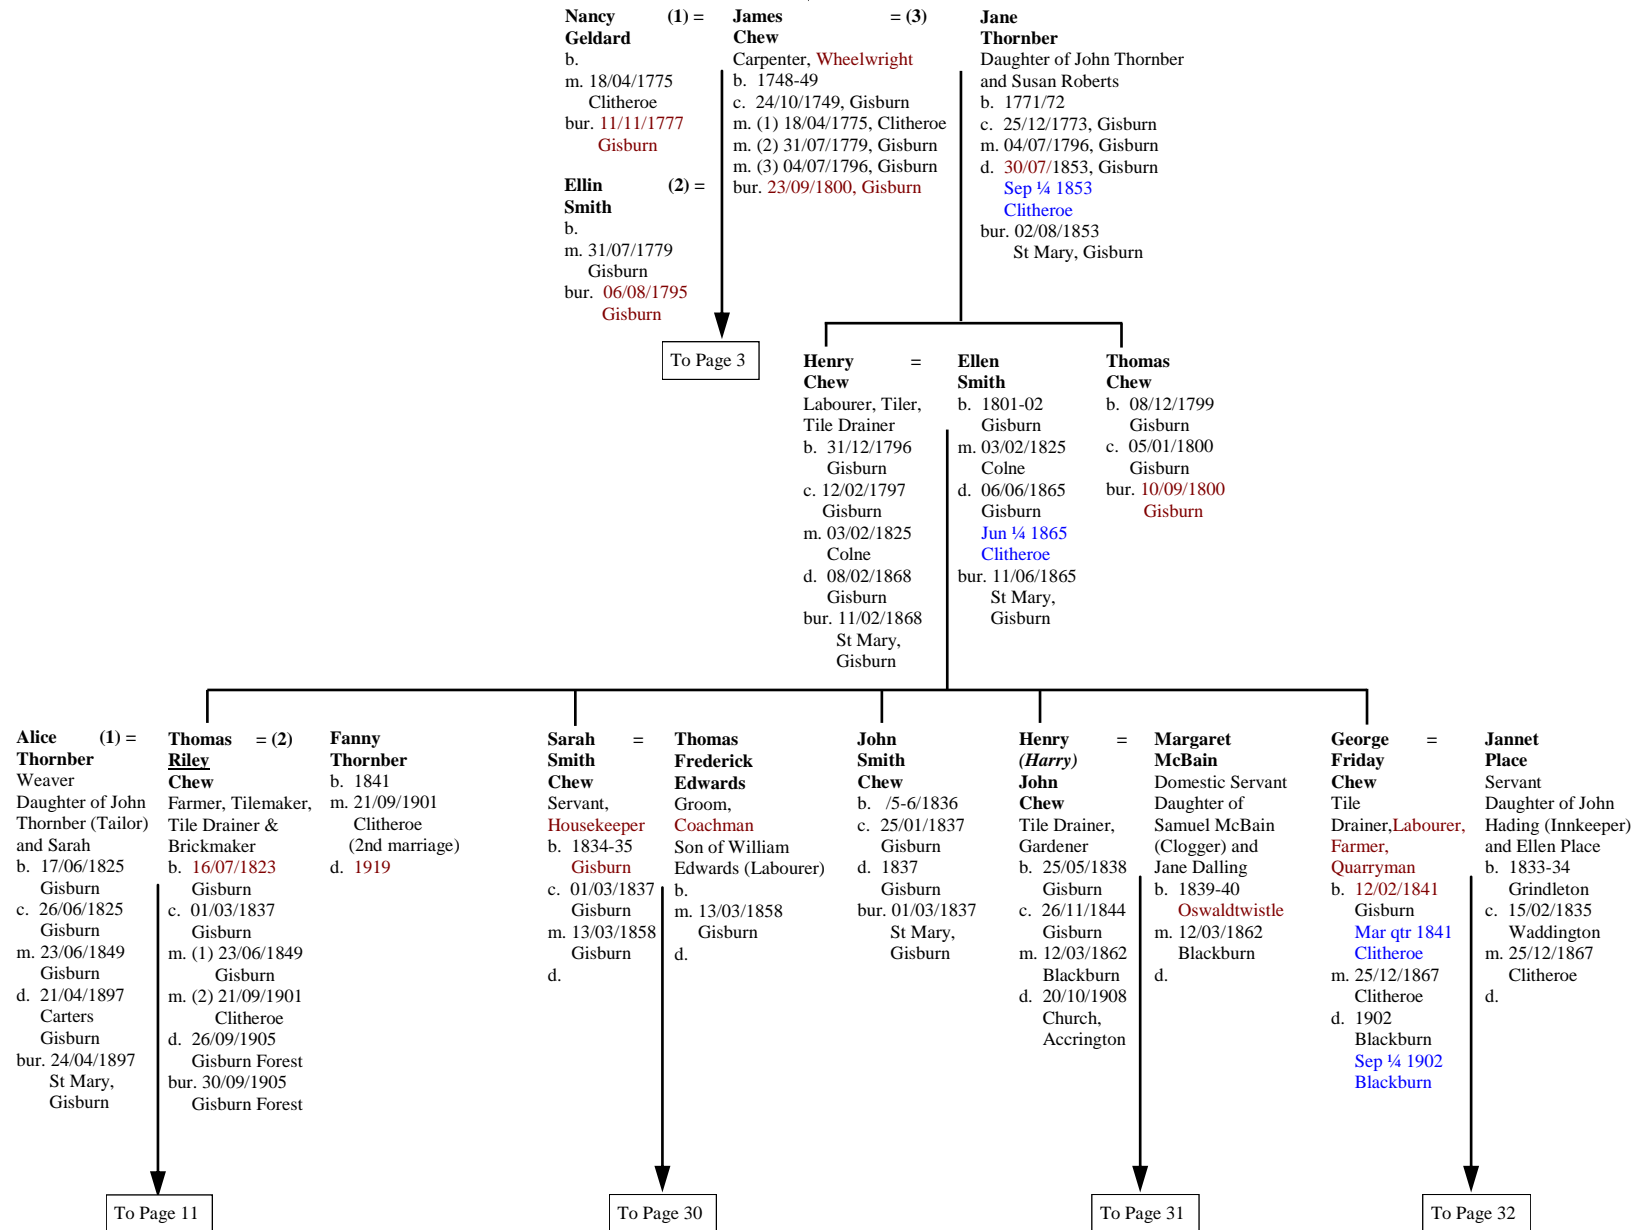 Nancy (1) =
Geldard
b.
m. 18/04/1775
Clitheroe
bur. 11/11/1777
Gisburn
Ellin (2) =
Smith
b.
m. 31/07/1779
Gisburn
bur. 06/08/1795
Gisburn
James = (3)
Chew
Carpenter, Wheelwright
b. 1748-49
c. 24/10/1749, Gisburn
m. (1) 18/04/1775, Clitheroe
m. (2) 31/07/1779, Gisburn
m. (3) 04/07/1796, Gisburn
bur. 23/09/1800, Gisburn
Jane
Thornber
Daughter of John Thornber
and Susan Roberts
b. 1771/72
c. 25/12/1773, Gisburn
m. 04/07/1796, Gisburn
d. 30/07/1853, Gisburn
Sep ¼ 1853
Clitheroe
bur. 02/08/1853
St Mary, Gisburn
To Page 3
Henry =
Chew
Labourer, Tiler,
Tile Drainer
b. 31/12/1796
Gisburn
c. 12/02/1797
Gisburn
m. 03/02/1825
Colne
d. 08/02/1868
Gisburn
bur. 11/02/1868
St Mary,
Gisburn
Ellen
Smith
b. 1801-02
Gisburn
m. 03/02/1825
Colne
d. 06/06/1865
Gisburn
Jun ¼ 1865
Clitheroe
bur. 11/06/1865
St Mary,
Gisburn
Thomas
Chew
b. 08/12/1799
Gisburn
c. 05/01/1800
Gisburn
bur. 10/09/1800
Gisburn
Alice (1) =
Thornber
Weaver
Daughter of John
Thornber (Tailor)
and Sarah
b. 17/06/1825
Gisburn
c. 26/06/1825
Gisburn
m. 23/06/1849
Gisburn
d. 21/04/1897
Carters
Gisburn
bur. 24/04/1897
St Mary,
Gisburn
Thomas = (2)
Riley
Chew
Farmer, Tilemaker,
Tile Drainer &
Brickmaker
b. 16/07/1823
Gisburn
c. 01/03/1837
Gisburn
m. (1) 23/06/1849
Gisburn
m. (2) 21/09/1901
Clitheroe
d. 26/09/1905
Gisburn Forest
bur. 30/09/1905
Gisburn Forest
Fanny
Thornber
b. 1841
m. 21/09/1901
Clitheroe
(2nd marriage)
d. 1919
Sarah =
Smith
Chew
Servant,
Housekeeper
b. 1834-35
Gisburn
c. 01/03/1837
Gisburn
m. 13/03/1858
Gisburn
d.
Thomas
Frederick
Edwards
Groom,
Coachman
Son of William
Edwards (Labourer)
b.
m. 13/03/1858
Gisburn
d.
John
Smith
Chew
b. /5-6/1836
c. 25/01/1837
Gisburn
d. 1837
Gisburn
bur. 01/03/1837
St Mary,
Gisburn
Henry =
(Harry)
John
Chew
Tile Drainer,
Gardener
b. 25/05/1838
Gisburn
c. 26/11/1844
Gisburn
m. 12/03/1862
Blackburn
d. 20/10/1908
Church,
Accrington
Margaret
McBain
Domestic Servant
Daughter of
Samuel McBain
(Clogger) and
Jane Dalling
b. 1839-40
Oswaldtwistle
m. 12/03/1862
Blackburn
d.
George =
Friday
Chew
Tile
Drainer,Labourer,
Farmer,
Quarryman
b. 12/02/1841
Gisburn
Mar qtr 1841
Clitheroe
m. 25/12/1867
Clitheroe
d. 1902
Blackburn
Sep ¼ 1902
Blackburn
Jannet
Place
Servant
Daughter of John
Hading (Innkeeper)
and Ellen Place
b. 1833-34
Grindleton
c. 15/02/1835
Waddington
m. 25/12/1867
Clitheroe
d.
To Page 11
To Page 30
To Page 31
To Page 32